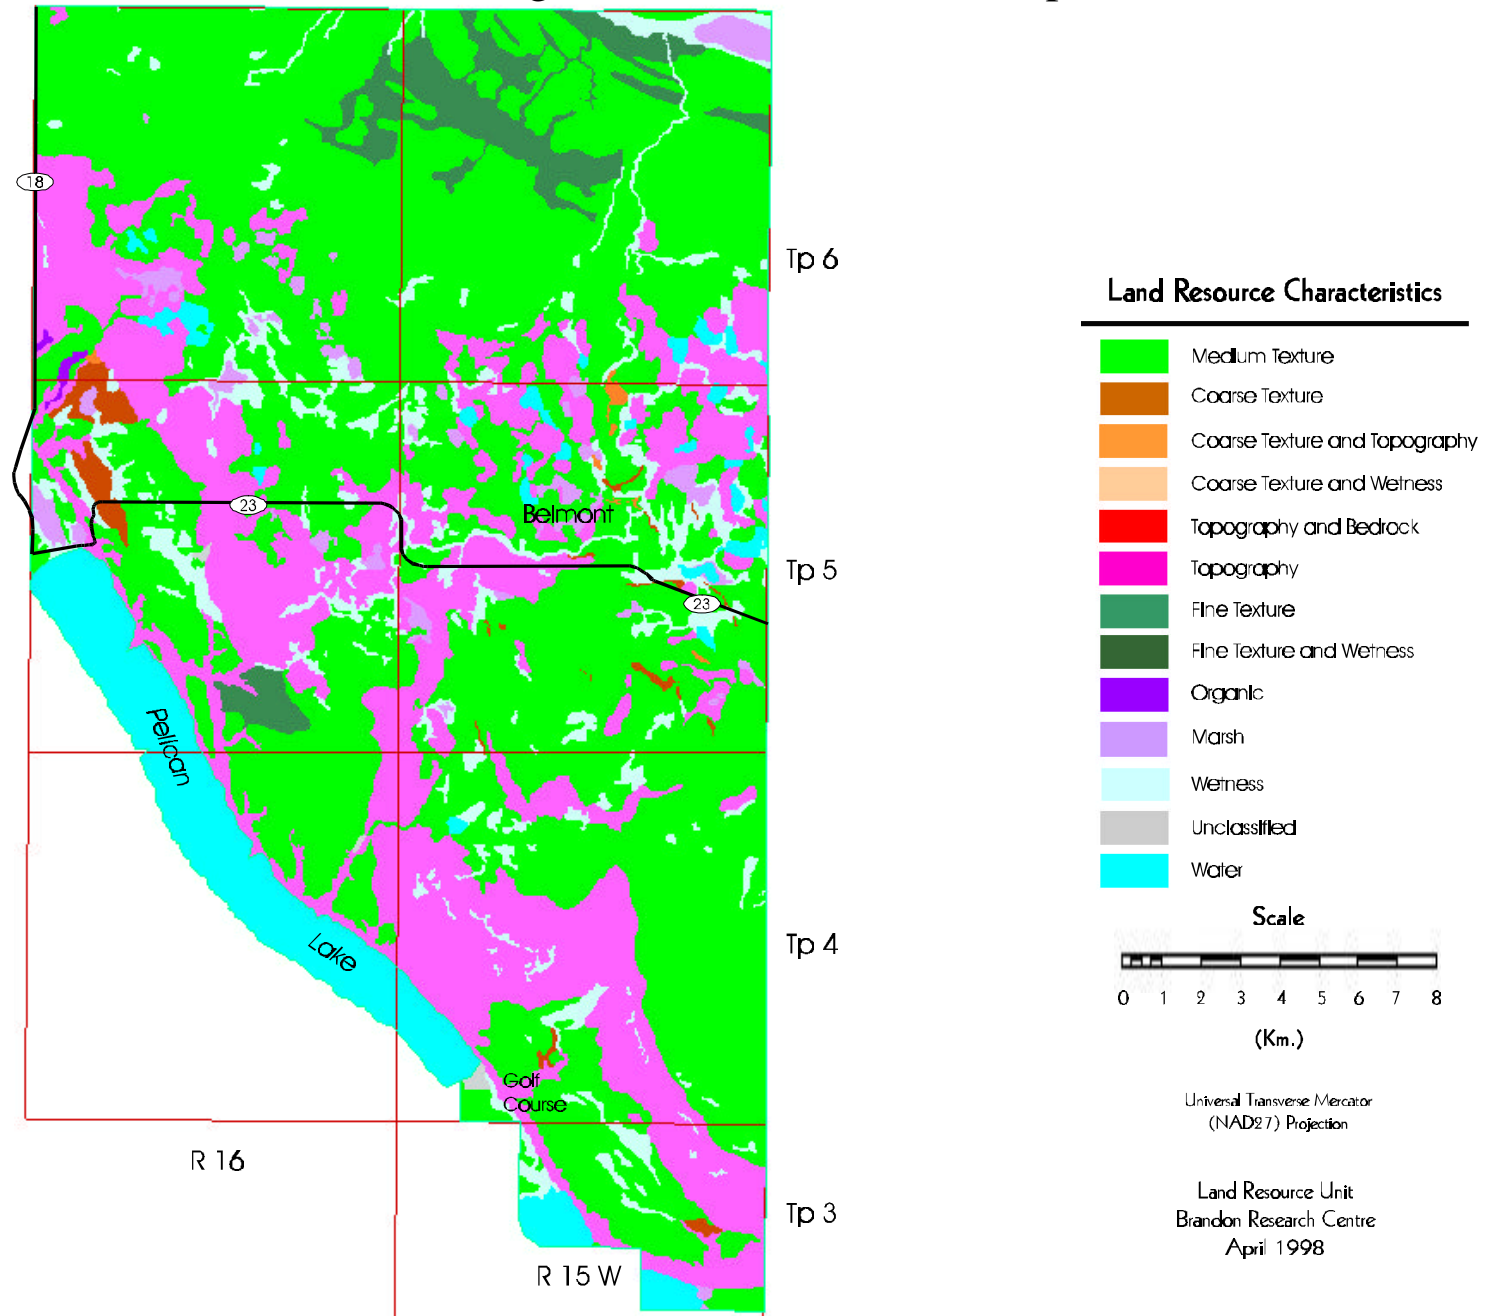 18
Tp 6
23
Belmont
Tp 5
23
Pelican
Lake
Tp 4
Golf
Course
R 16
Tp 3
R 15 W
Land Resource Characteristics
Medium Texture
Coarse Texture
Coarse Texture and Topography
Coarse Texture and Wetness
Topography and Bedrock
Topography
Fine Texture
Fine Texture and Wetness
Organic
Marsh
Wetness
Unclassified
Water
Scale
0 1 2 3 4 5 6 7 8
(Km.)
Universal Transverse Mercator
(NAD27) Projection
Land Resource Unit
Brandon Research Centre
April 1998